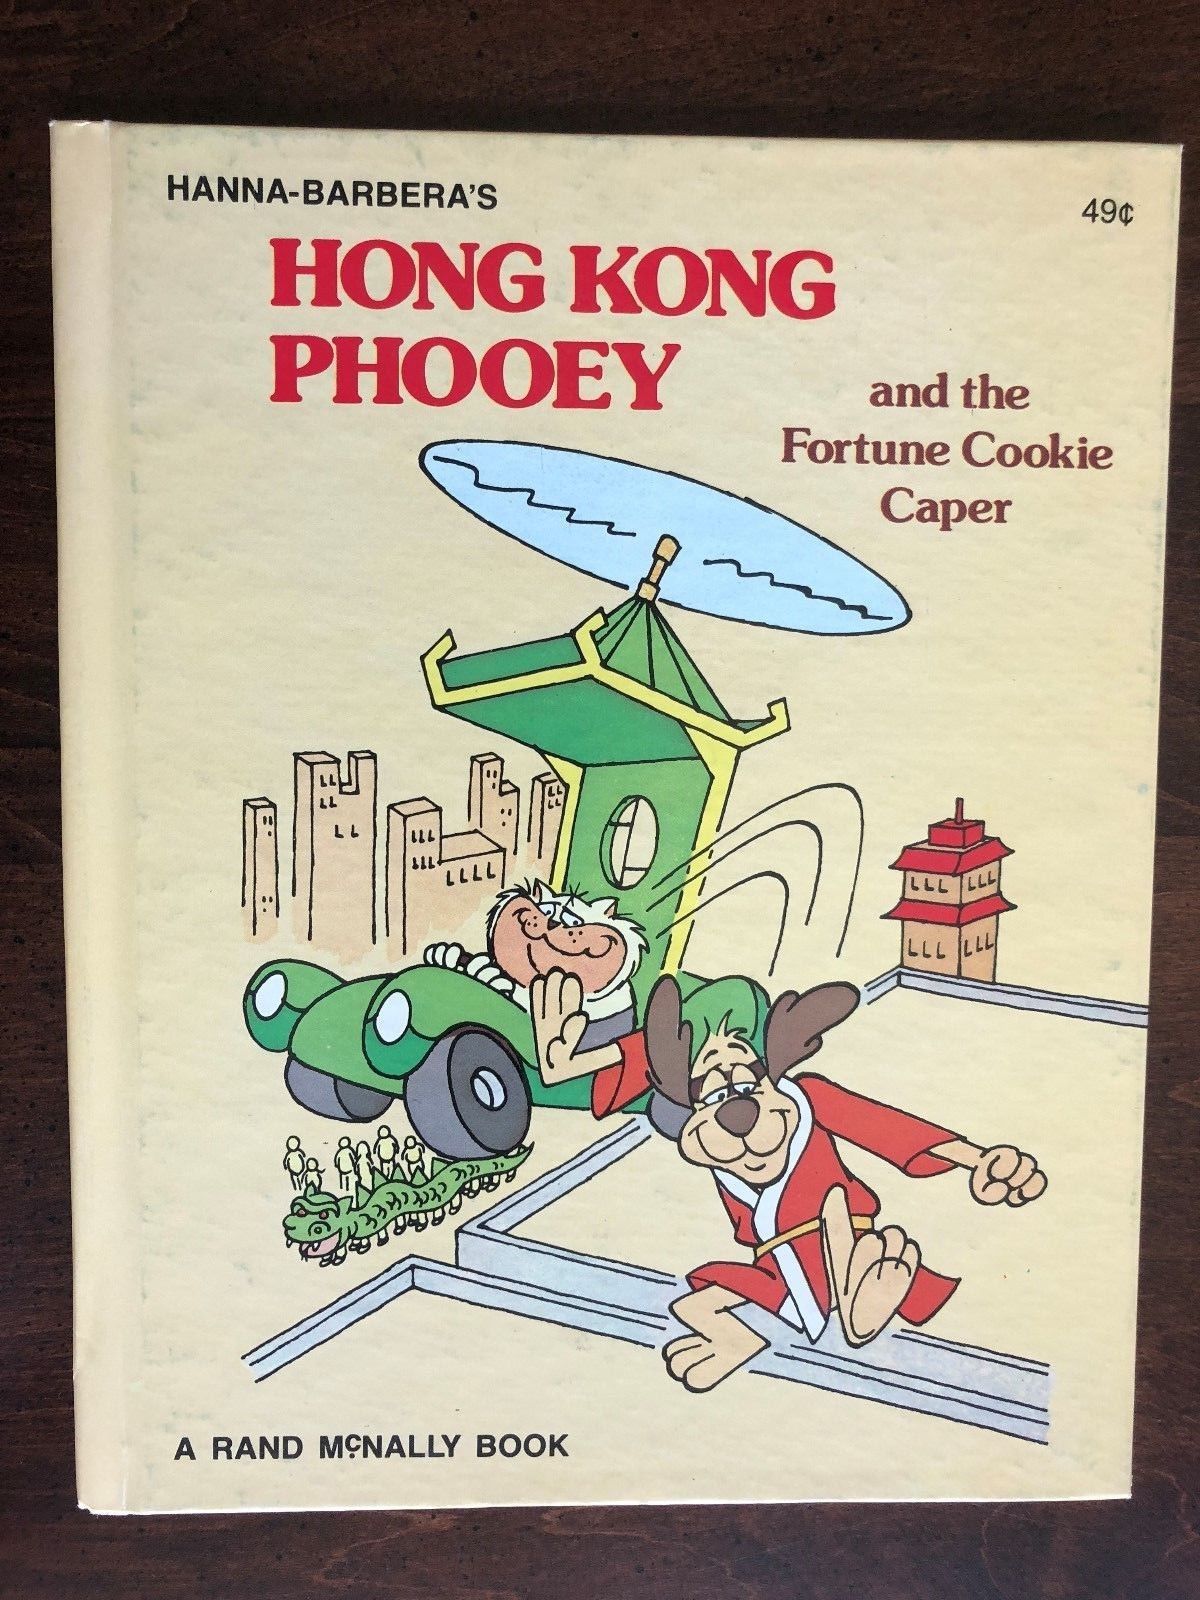 HANNA-BARBERA'S
49¢
HONG KONG
PHOOEY
and the
Fortune Cookie
Caper
A RAND McNALLY BOOK